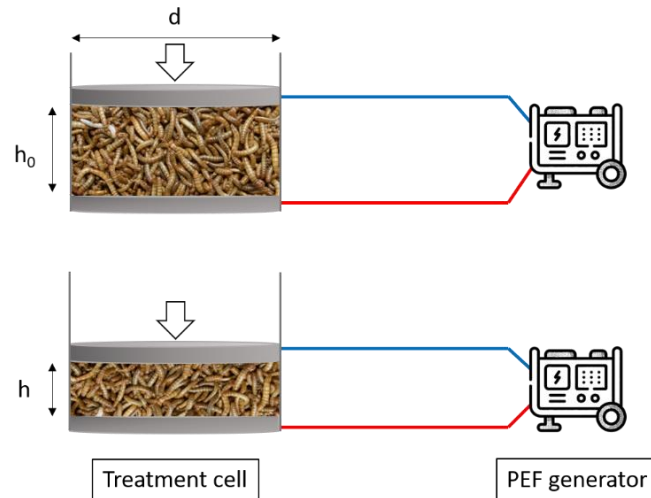 d
h₀
h
Treatment cell
PEF generator